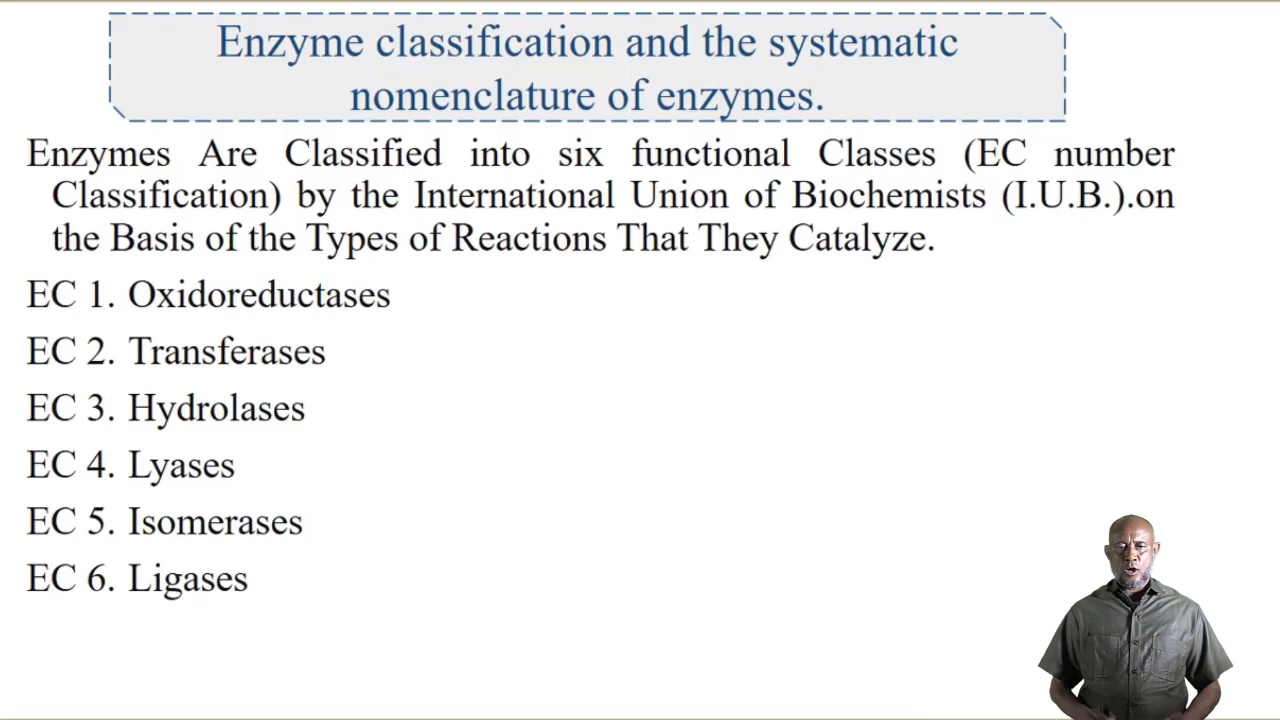 Enzyme classification and the systematic
nomenclature of enzymes.
Enzymes Are Classified into six functional Classes (EC number
Classification) by the International Union of Biochemists (I.U.B.).on
the Basis of the Types of Reactions That They Catalyze.
EC 1. Oxidoreductases
EC 2. Transferases
EC 3. Hydrolases
EC 4. Lyases
EC 5. Isomerases
EC 6. Ligases